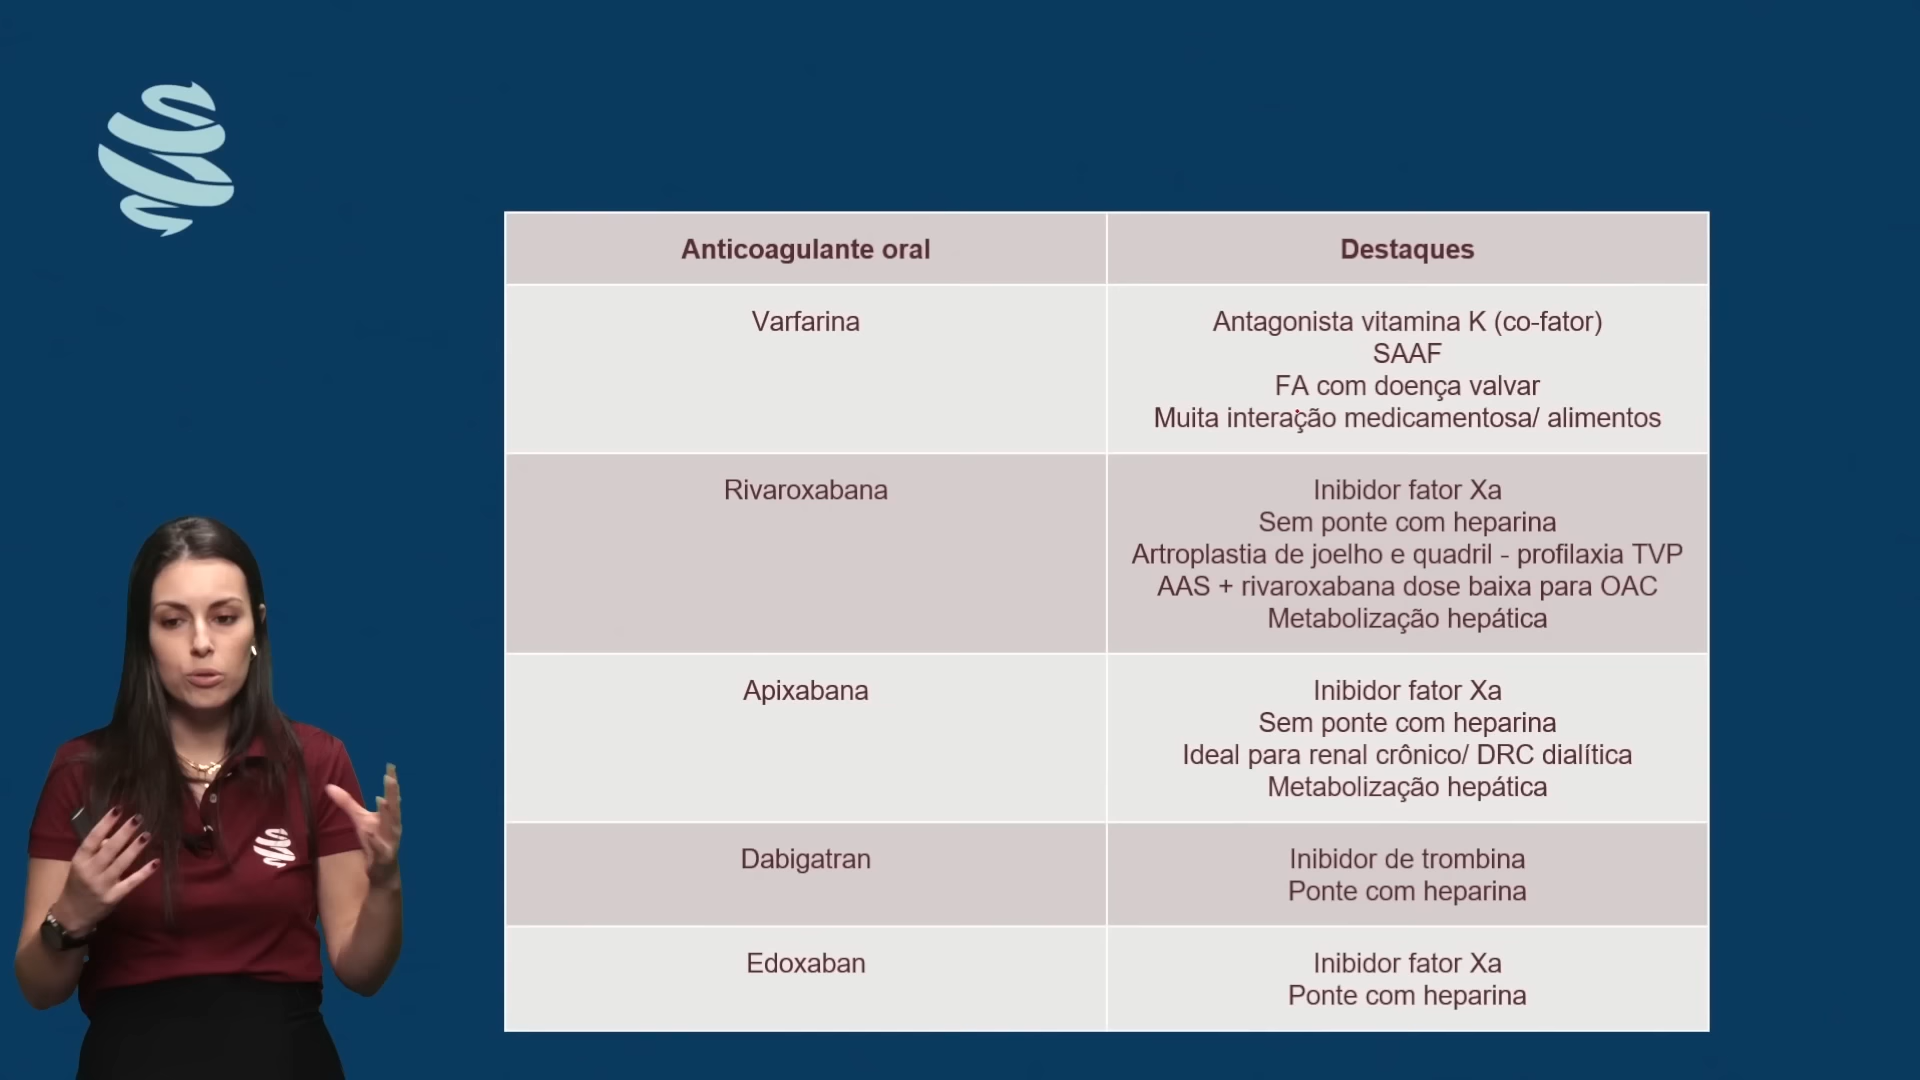 Anticoagulante oral
Destaques
Varfarina
Antagonista vitamina K (co-fator)
SAAF
FA com doença valvar
Muita interação medicamentosa/ alimentos
Rivaroxabana
Inibidor fator Xa
Sem ponte com heparina
Artroplastia de joelho e quadril - profilaxia TVP
AAS + rivaroxabana dose baixa para OAC
Metabolização hepática
Apixabana
Inibidor fator Xa
Sem ponte com heparina
Ideal para renal crônico/ DRC dialítica
Metabolização hepática
Dabigatran
Inibidor de trombina
Ponte com heparina
Edoxaban
Inibidor fator Xa
Ponte com heparina